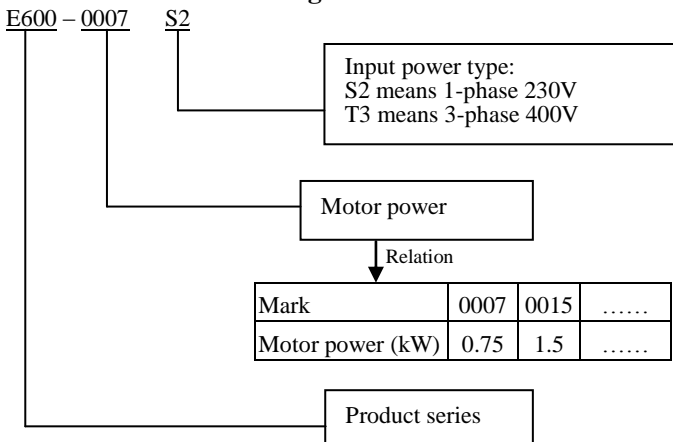 E600-0007 S2
Input power type:
S2 means 1-phase 230V
T3 means 3-phase 400V
Motor power
Relation
Mark 0007 0015 ……
Motor power (kW) 0.75 1.5 ……
Product series